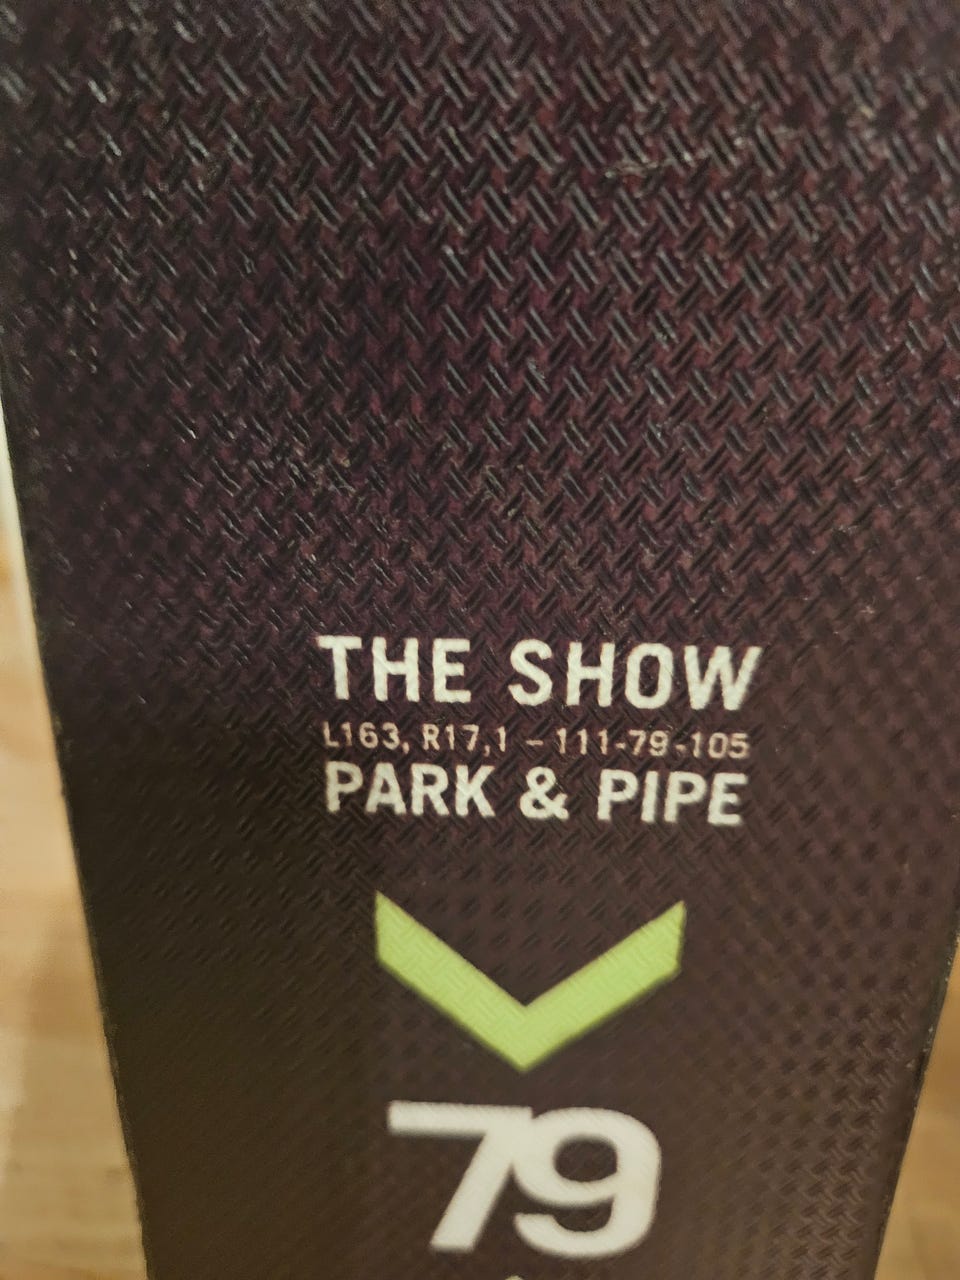 THE SHOW
L163, R17,1 – 111-79-105
PARK & PIPE
79